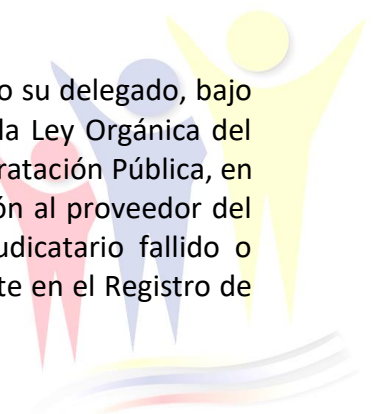 o su delegado, bajo
la Ley Orgánica del
ratación Pública, en
ón al proveedor del
udicatario fallido o
te en el Registro de